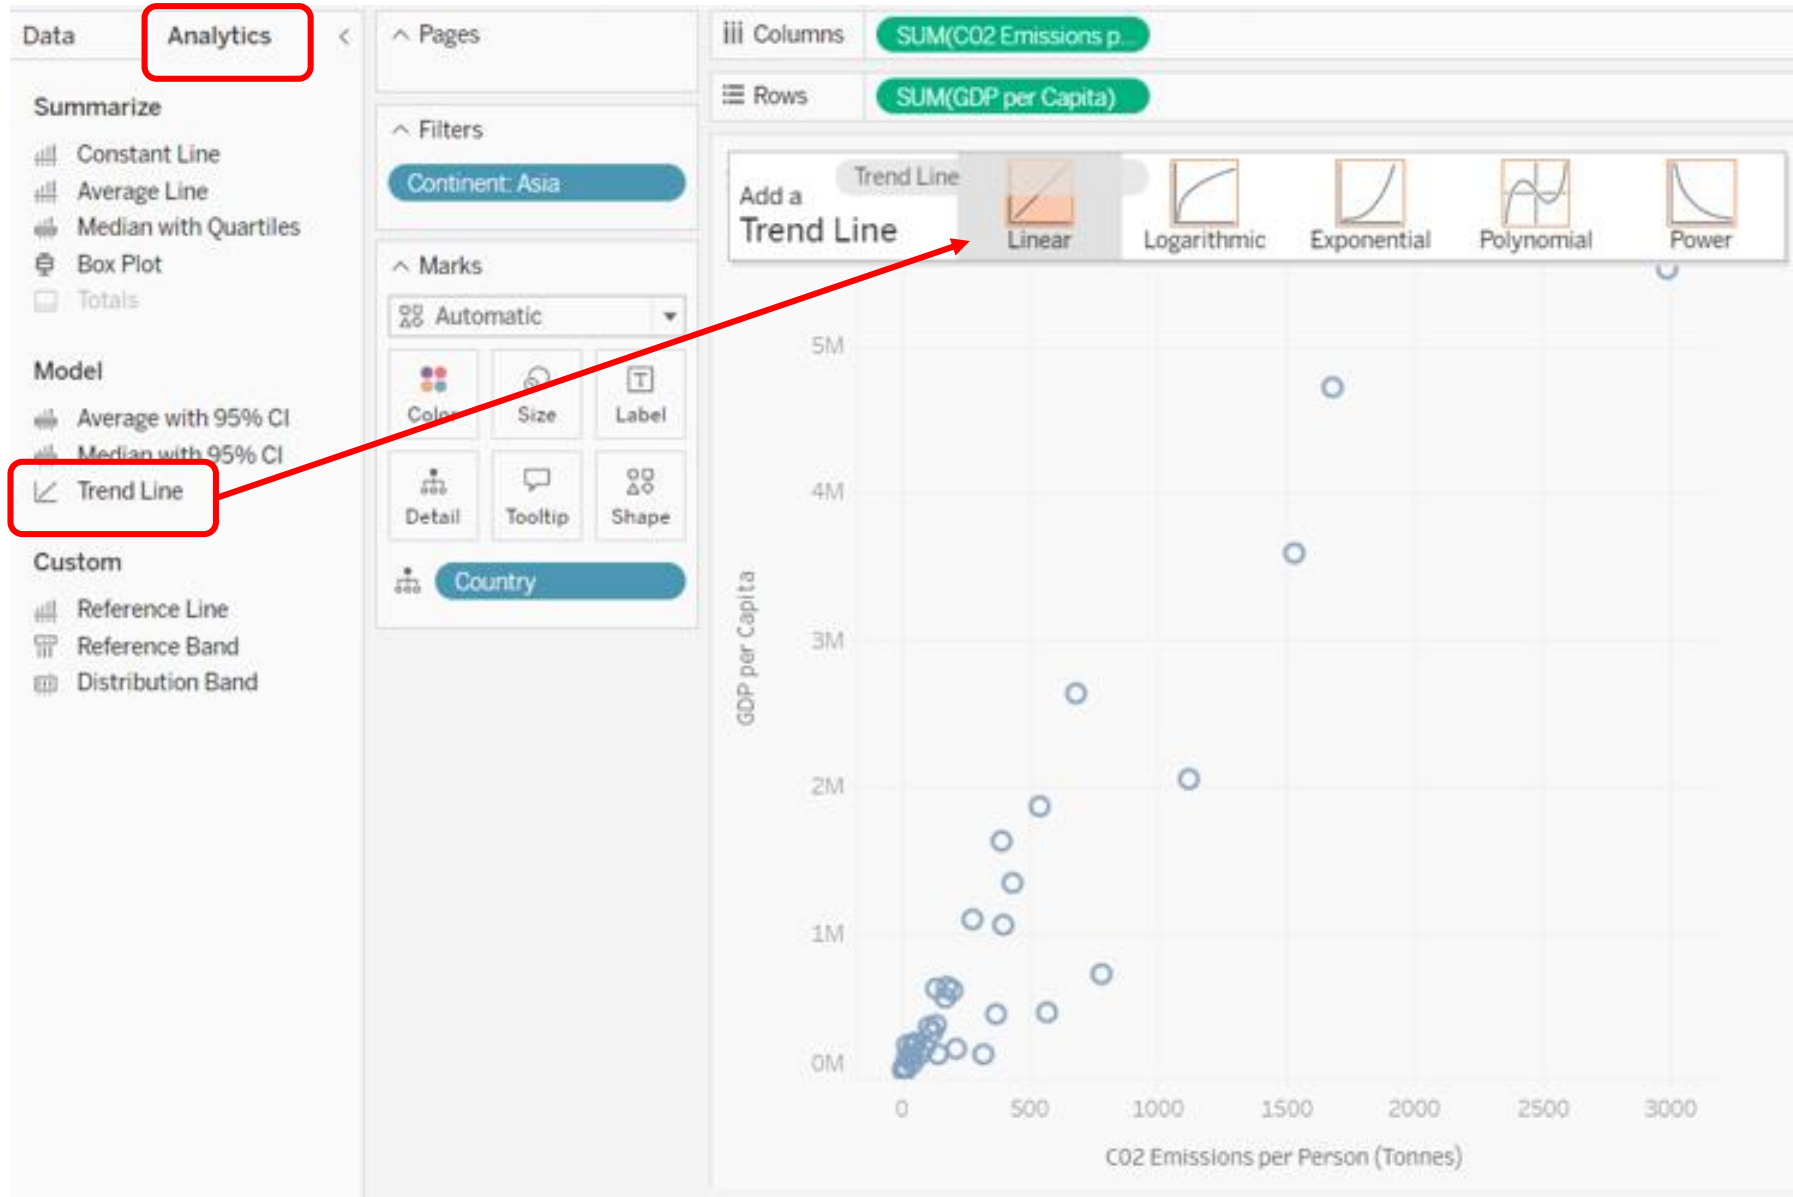 Data
Analytics
<
Summarize
Constant Line
Average Line
Median with Quartiles
Box Plot
Totals
Model
Average with 95% CI
Median with 95% CI
Trend Line
Custom
Reference Line
Reference Band
Distribution Band
Pages
Filters
Continent: Asia
Marks
Automatic
Color
Size
Label
Detail
Tooltip
Shape
Country
Columns
SUM(C02 Emissions p..
Rows
SUM(GDP per Capita)
Add a
Trend Line
Trend Line
Linear
Logarithmic
Exponential
Polynomial
Power
GDP per Capita
5M
4M
3M
2M
1M
0M
0
500
1000
1500
2000
2500
3000
C02 Emissions per Person (Tonnes)